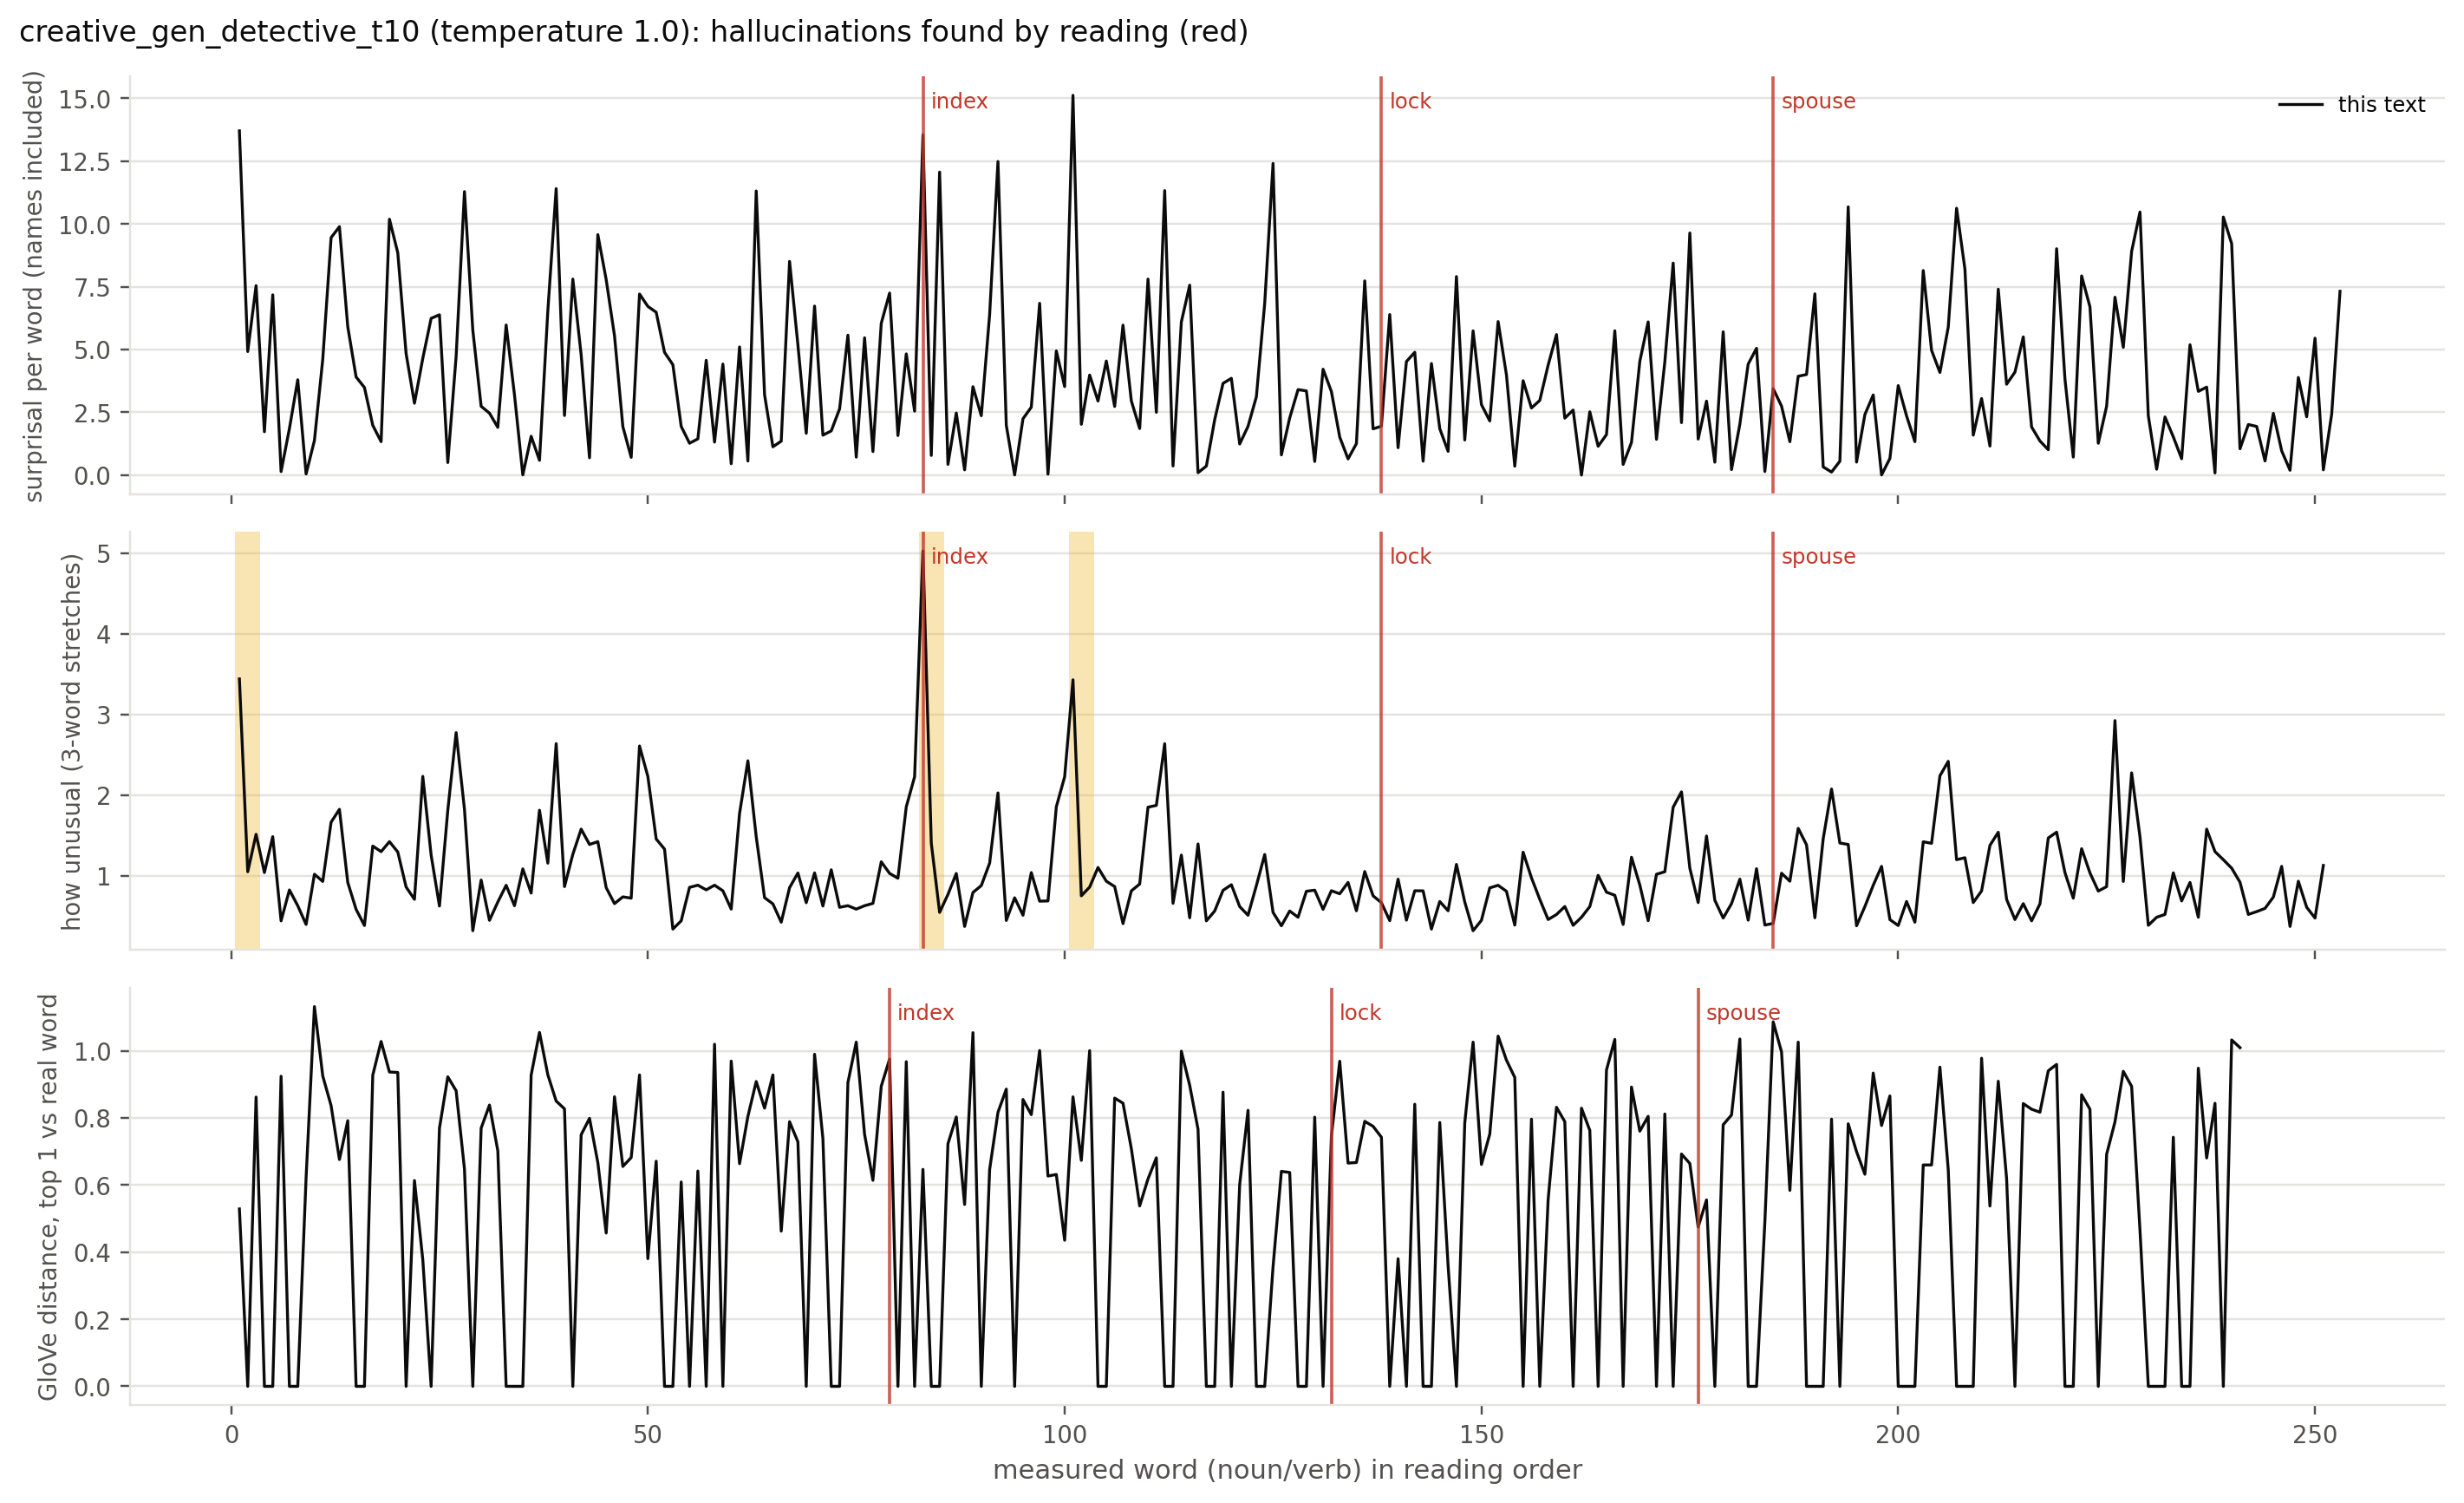 creative_gen_detective_t10 (temperature 1.0): hallucinations found by reading (red)
surprisal per word (names included)
15.0
12.5
10.0
7.5
5.0
2.5
0.0
index
lock
spouse
this text
how unusual (3-word stretches)
5
4
3
2
1
index
lock
spouse
GloVe distance, top 1 vs real word
1.0
0.8
0.6
0.4
0.2
0.0
index
lock
spouse
0 50 100 150 200 250
measured word (noun/verb) in reading order